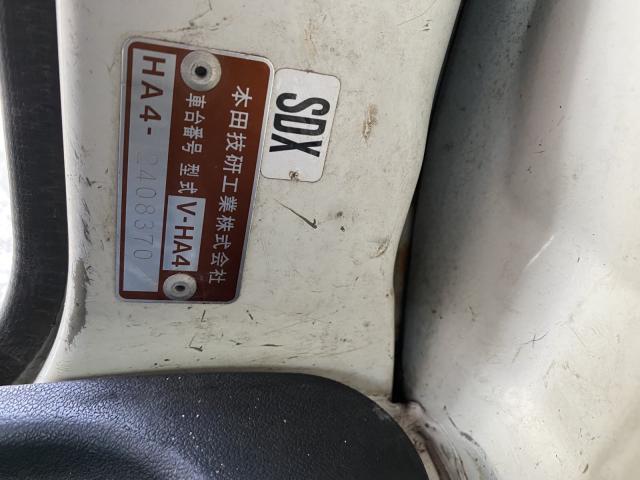 本田技研工業株式会社
車台番号 型式 V-HA4
HA4-2408370
SDX